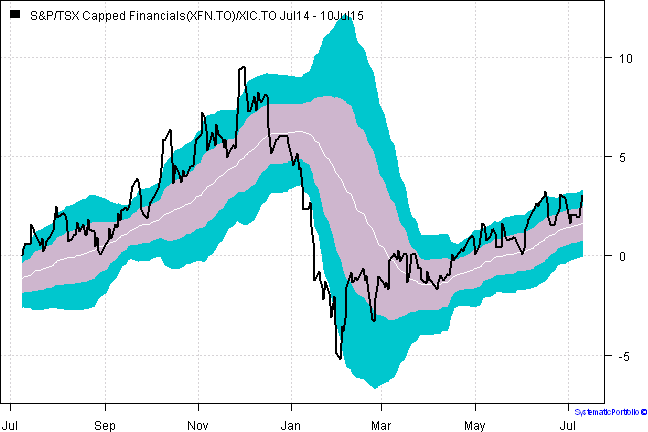 S&P/TSX Capped Financials(XFN.TO)/XIC.TO Jul14 - 10Jul15
10
5
0
-5
SystematicPortfolio ©
Jul Sep Nov Jan Mar May Jul